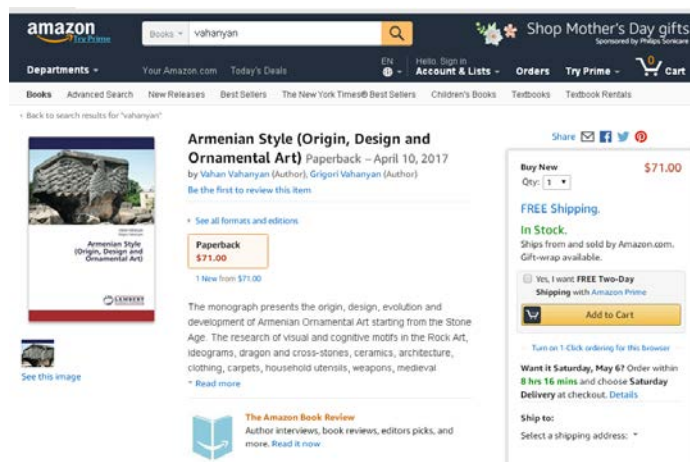 amazon
Try Prime
Books vahanyan
Shop Mother's Day gifts
Sponsored by Philips Sonicare
Departments Your Amazon.com Today's Deals EN Hello. Sign in Account & Lists Orders Try Prime 0 Cart
Books Advanced Search New Releases Best Sellers The New York Times® Best Sellers Children's Books Textbooks Textbook Rentals
‹ Back to search results for "vahanyan"
Armenian Style
(Origin, Design and
Ornamental Art)
LAMBERT
See this image
Armenian Style (Origin, Design and
Ornamental Art) Paperback – April 10, 2017
by Vahan Vahanyan (Author), Grigori Vahanyan (Author)
Be the first to review this item
See all formats and editions
Paperback
$71.00
1 New from $71.00
The monograph presents the origin, design, evolution and
development of Armenian Ornamental Art starting from the Stone
Age. The research of visual and cognitive motifs in the Rock Art,
ideograms, dragon and cross-stones, ceramics, architecture,
clothing, carpets, household utensils, weapons, medieval
Read more
The Amazon Book Review
Author interviews, book reviews, editors picks, and
more. Read it now
Share
Buy New $71.00
Qty: 1
FREE Shipping.
In Stock.
Ships from and sold by Amazon.com.
Gift-wrap available.
Yes, I want FREE Two-Day
Shipping with Amazon Prime
Add to Cart
Turn on 1-Click ordering for this browser
Want it Saturday, May 6? Order within
8 hrs 16 mins and choose Saturday
Delivery at checkout. Details
Ship to:
Select a shipping address: